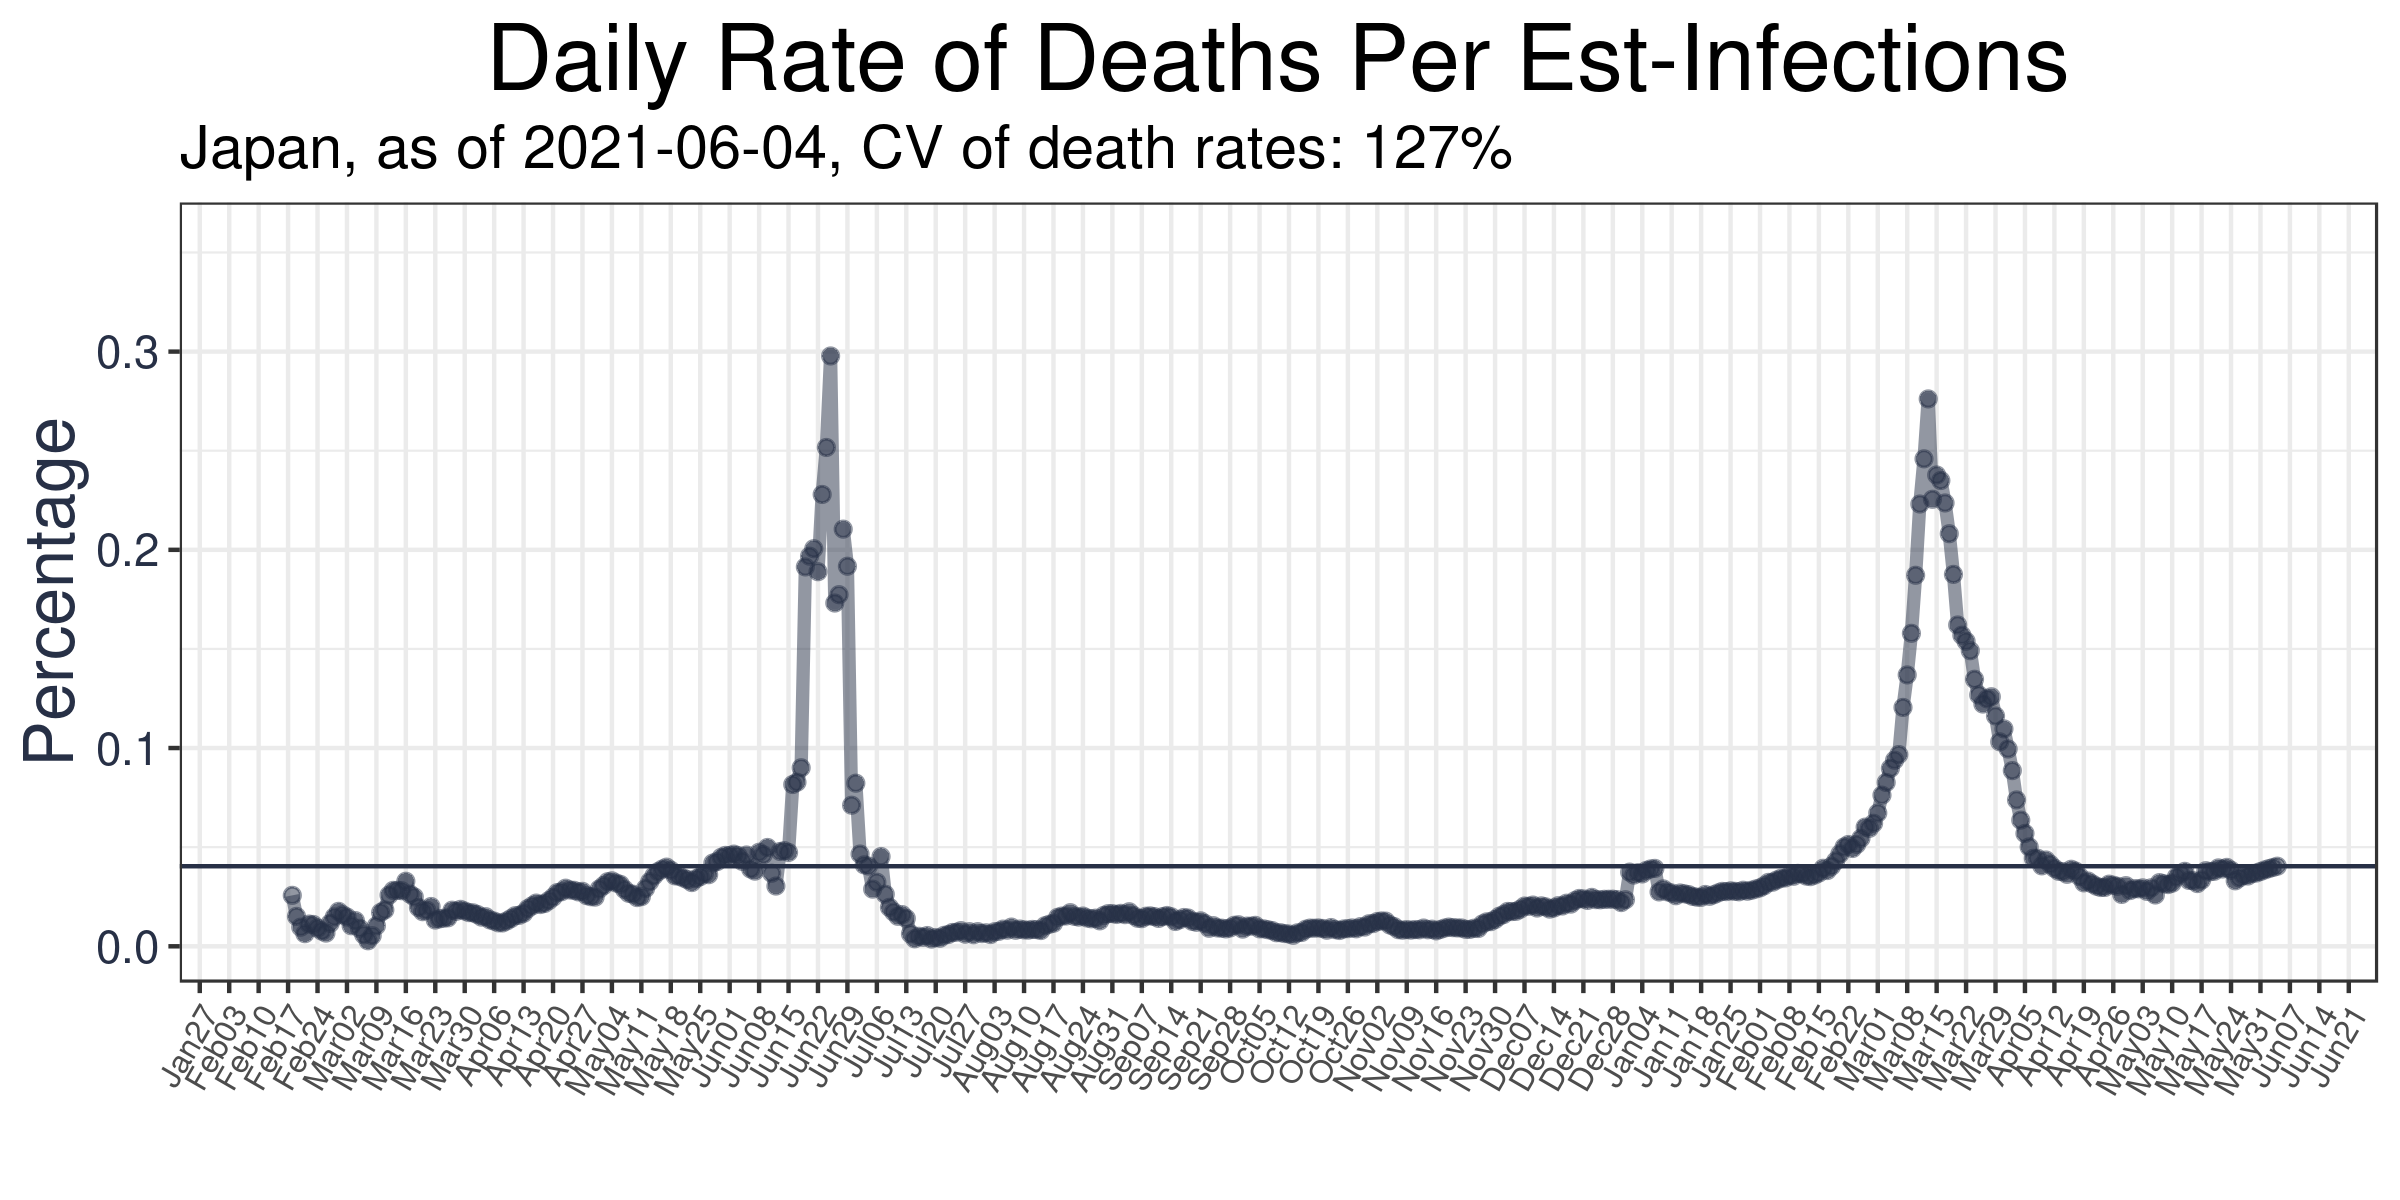 Daily Rate of Deaths Per Est-Infections
Japan, as of 2021-06-04, CV of death rates: 127%
Percentage
0.3
0.2
0.1
0.0
Jan27
Feb03
Feb10
Feb17
Feb24
Mar02
Mar09
Mar16
Mar23
Mar30
Apr06
Apr13
Apr20
Apr27
May04
May11
May18
May25
Jun01
Jun08
Jun15
Jun22
Jun29
Jul06
Jul13
Jul20
Jul27
Aug03
Aug10
Aug17
Aug24
Aug31
Sep07
Sep14
Sep21
Sep28
Oct05
Oct12
Oct19
Oct26
Nov02
Nov09
Nov16
Nov23
Nov30
Dec07
Dec14
Dec21
Dec28
Jan04
Jan11
Jan18
Jan25
Feb01
Feb08
Feb15
Feb22
Mar01
Mar08
Mar15
Mar22
Mar29
Apr05
Apr12
Apr19
Apr26
May03
May10
May17
May24
May31
Jun07
Jun14
Jun21